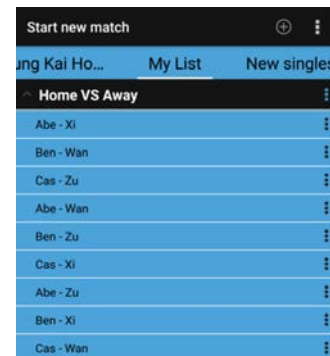 Start new match
ung Kai Ho... My List New singles
Home VS Away
Abe - Xi
Ben - Wan
Cas - Zu
Abe - Wan
Ben - Zu
Cas - Xi
Abe - Zu
Ben - Xi
Cas - Wan